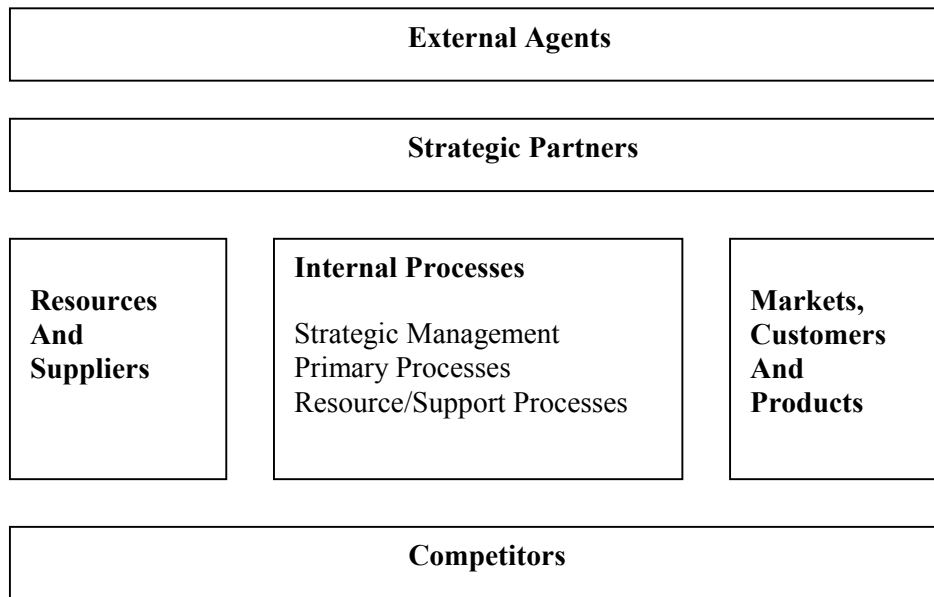 External Agents
Strategic Partners
Resources
And
Suppliers
Internal Processes
Strategic Management
Primary Processes
Resource/Support Processes
Markets,
Customers
And
Products
Competitors